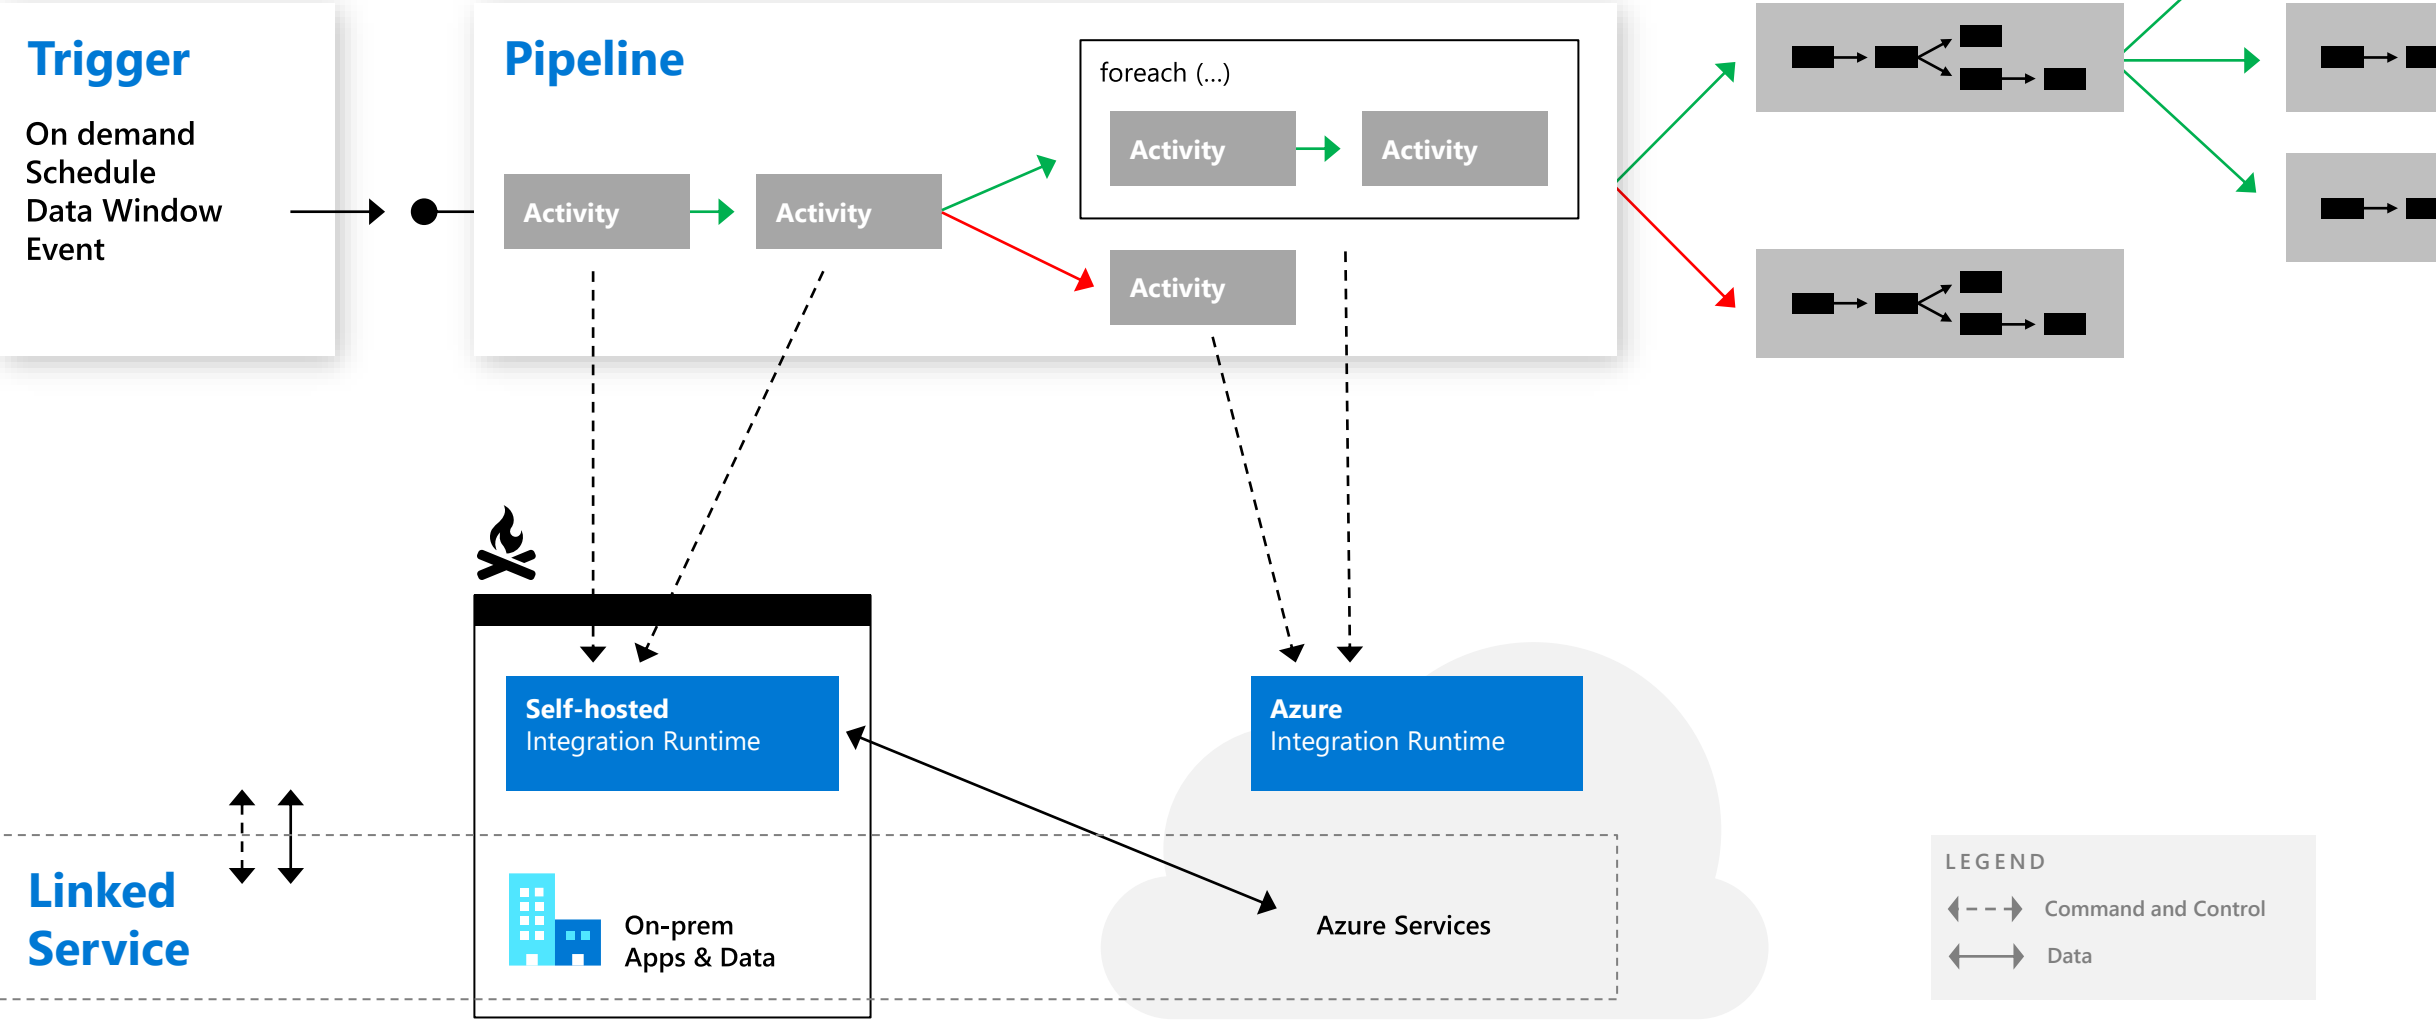 Trigger
On demand
Schedule
Data Window
Event
Pipeline
foreach (...)
Activity
Activity
Activity
Activity
Activity
Self-hosted
Integration Runtime
Azure
Integration Runtime
Linked
Service
On-prem
Apps & Data
Azure Services
LEGEND
Command and Control
Data